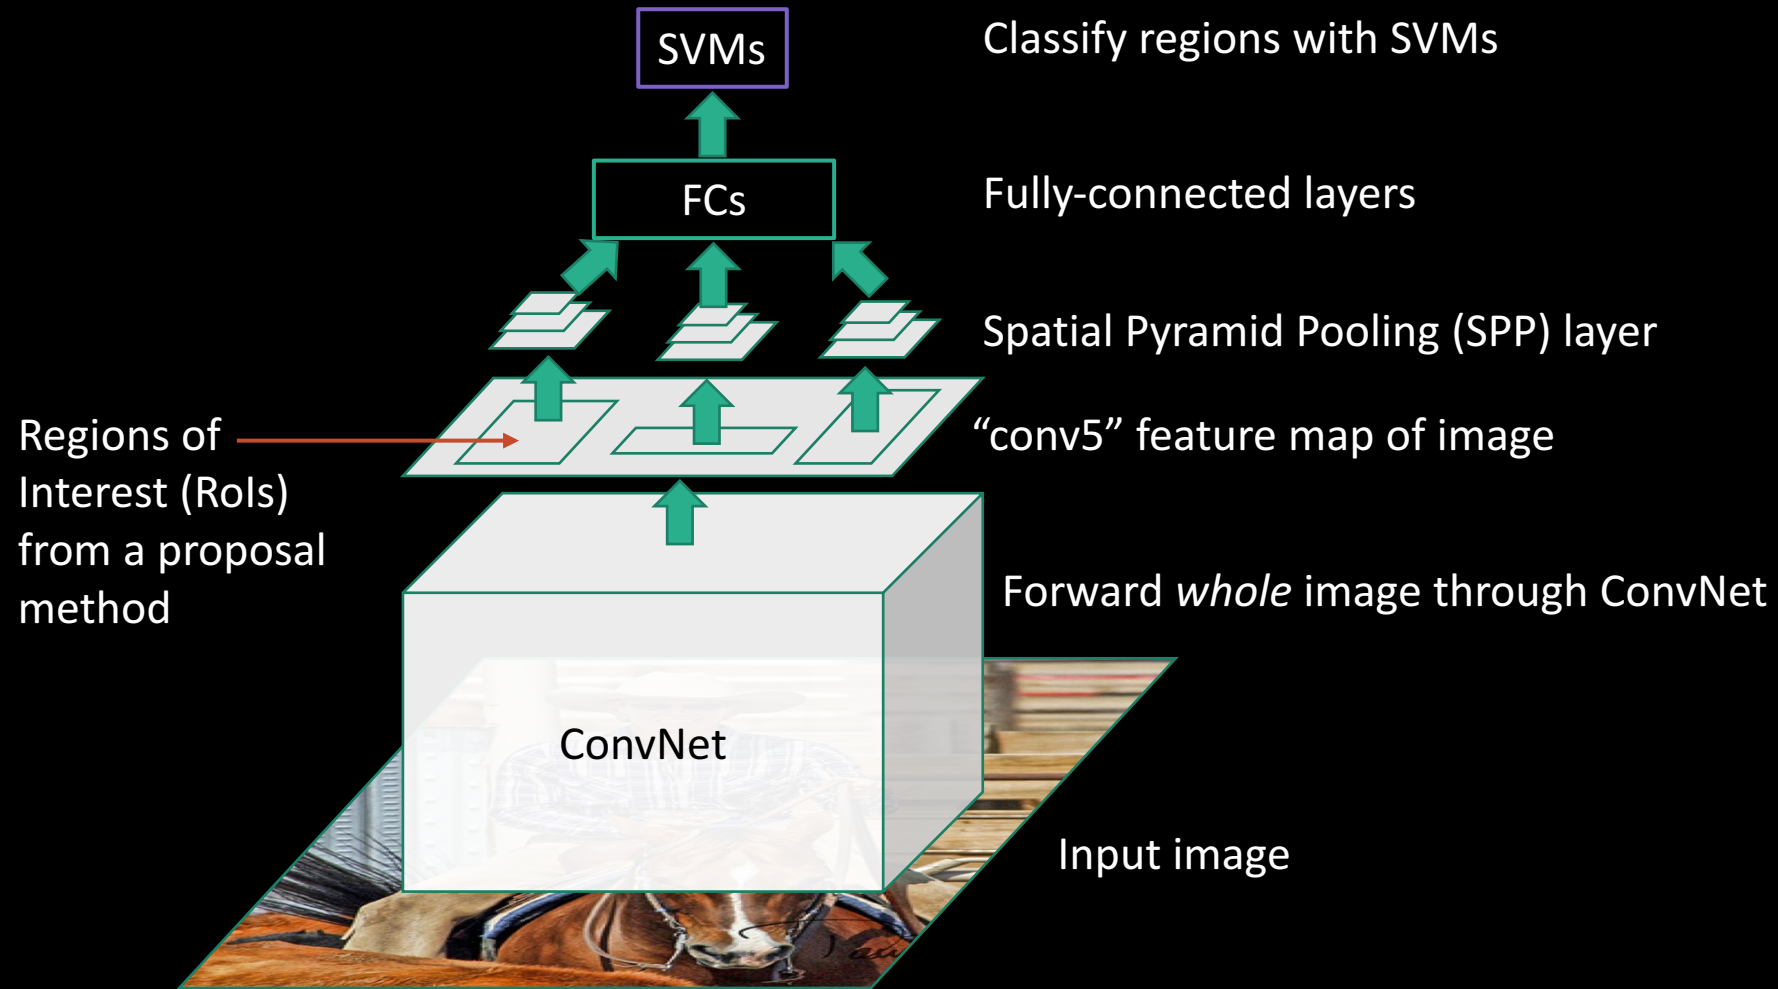 SVMs
Classify regions with SVMs
FCs
Fully-connected layers
Spatial Pyramid Pooling (SPP) layer
Regions of
Interest (RoIs)
from a proposal
method
“conv5” feature map of image
Forward whole image through ConvNet
ConvNet
Input image